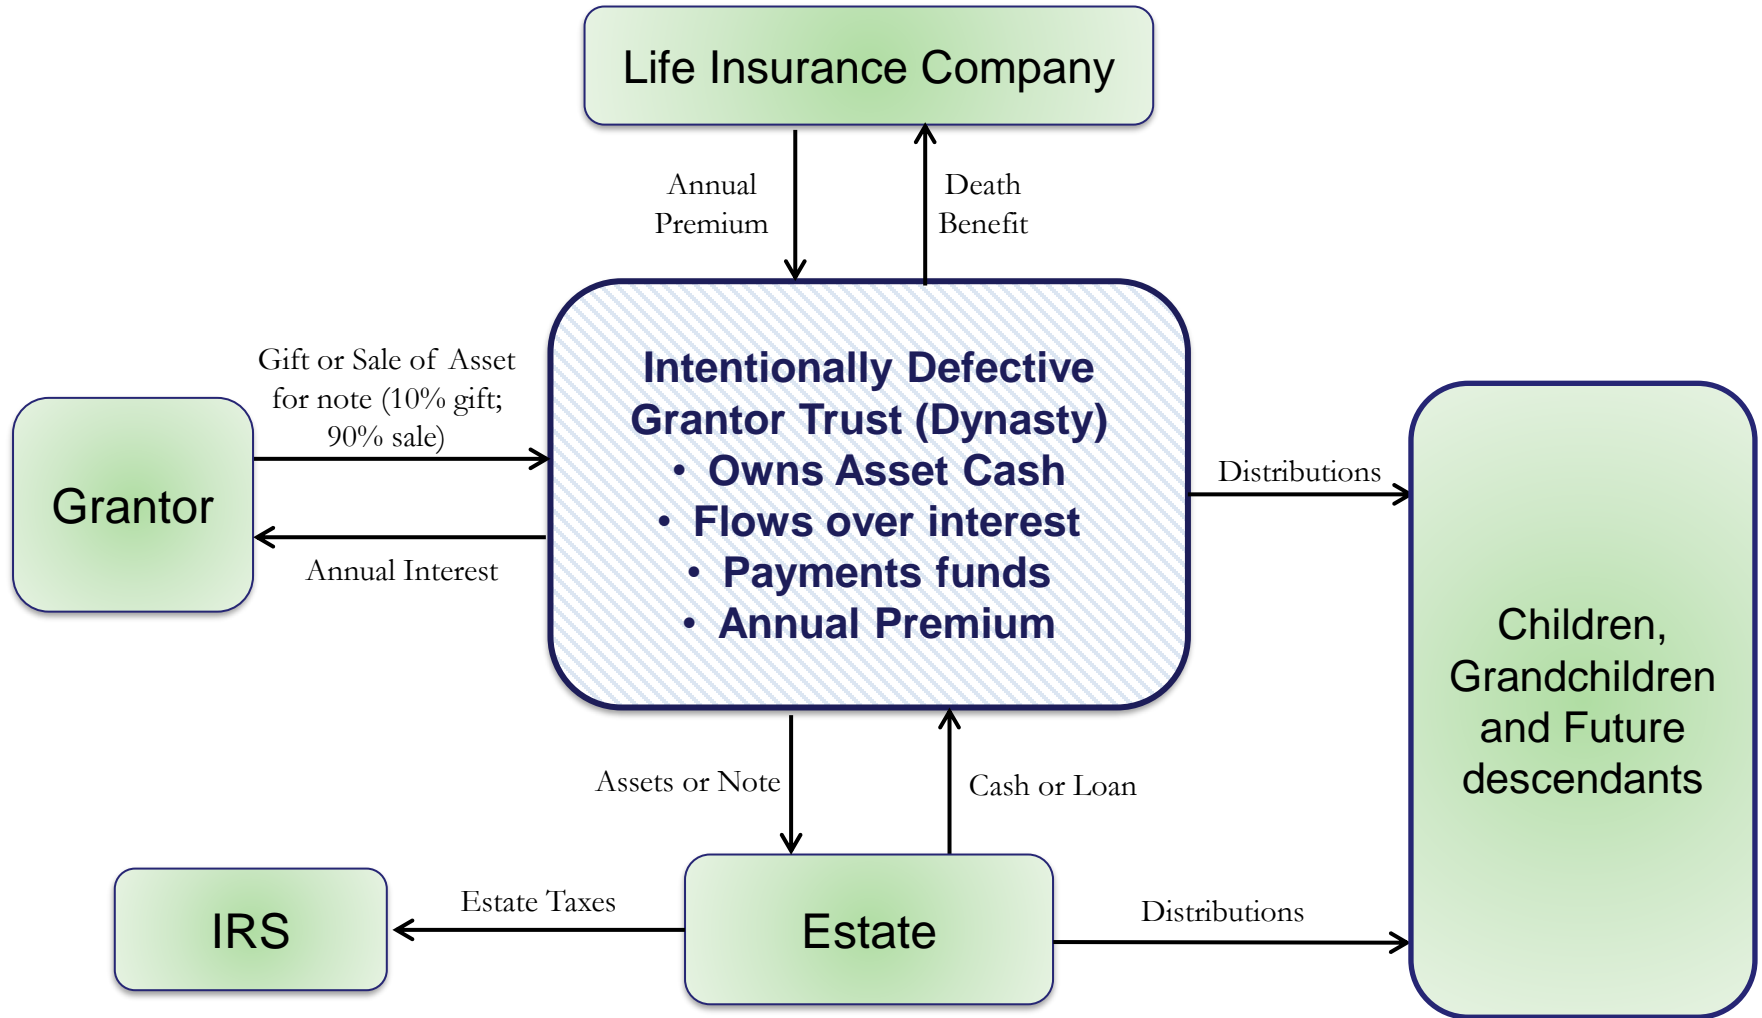 Life Insurance Company
Annual
Premium
Death
Benefit
Gift or Sale of Asset
for note (10% gift;
90% sale)
Grantor
Annual Interest
Intentionally Defective
Grantor Trust (Dynasty)
• Owns Asset Cash
• Flows over interest
• Payments funds
• Annual Premium
Distributions
Children,
Grandchildren
and Future
descendants
Assets or Note
Cash or Loan
IRS
Estate Taxes
Estate
Distributions